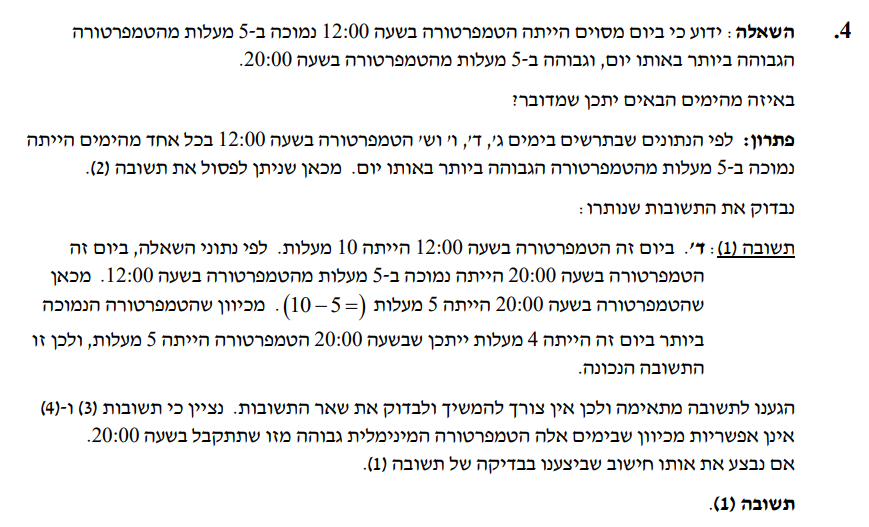 4. השאלה: ידוע כי ביום מסוים הייתה הטמפרטורה בשעה 12:00 נמוכה ב-5 מעלות מהטמפרטורה
הגבוהה ביותר באותו יום, וגבוהה ב-5 מעלות מהטמפרטורה בשעה 20:00.
באיזה מהימים הבאים יתכן שמדובר?
פתרון: לפי הנתונים שבתרשים בימים ג', ד', ו' וש' הטמפרטורה בשעה 12:00 בכל אחד מהימים הייתה
נמוכה ב-5 מעלות מהטמפרטורה הגבוהה ביותר באותו יום. מכאן שניתן לפסול את תשובה (2).
נבדוק את התשובות שנותרו:
תשובה (1): ד'. ביום זה הטמפרטורה בשעה 12:00 הייתה 10 מעלות. לפי נתוני השאלה, ביום זה
הטמפרטורה בשעה 20:00 הייתה נמוכה ב-5 מעלות מהטמפרטורה בשעה 12:00. מכאן
שהטמפרטורה בשעה 20:00 הייתה 5 מעלות (10 – 5 =). מכיוון שהטמפרטורה הנמוכה
ביותר ביום זה הייתה 4 מעלות ייתכן שבשעה 20:00 הטמפרטורה הייתה 5 מעלות, ולכן זו
התשובה הנכונה.
הגענו לתשובה מתאימה ולכן אין צורך להמשיך ולבדוק את שאר התשובות. נציין כי תשובות (3) ו-(4)
אינן אפשריות מכיוון שבימים אלה הטמפרטורה המינימלית גבוהה מזו שתתקבל בשעה 20:00.
אם נבצע את אותו חישוב שביצענו בבדיקה של תשובה (1).
תשובה (1).